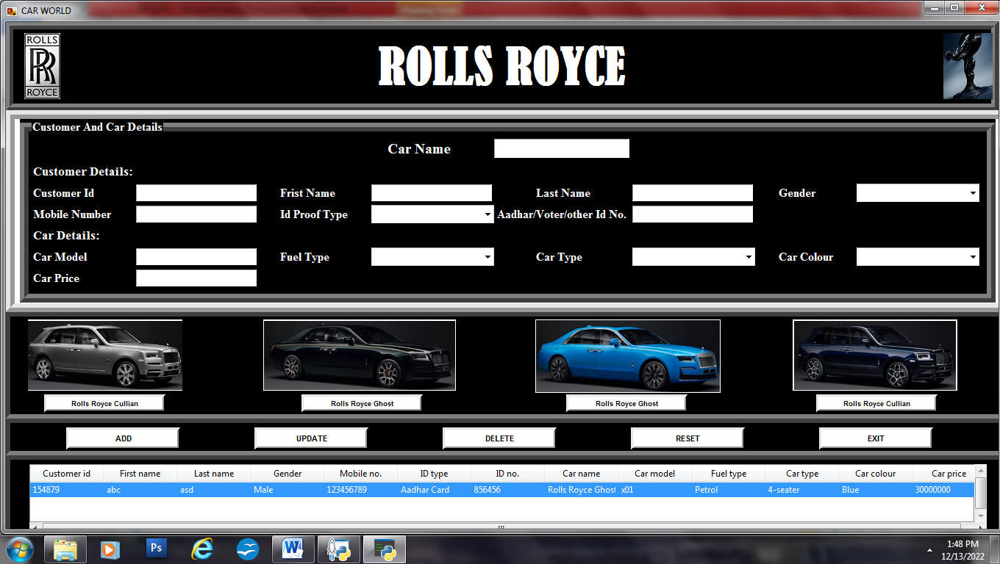 CAR WORLD
ROLLS
RR
ROYCE
ROLLS ROYCE
Customer And Car Details
Car Name
Customer Details:
Customer Id Frist Name Last Name Gender
Mobile Number Id Proof Type Aadhar/Voter/other Id No.
Car Details:
Car Model Fuel Type Car Type Car Colour
Car Price
Rolls Royce Cullian Rolls Royce Ghost Rolls Royce Ghost Rolls Royce Cullian
ADD UPDATE DELETE RESET EXIT
Customer id First name Last name Gender Mobile no. ID type ID no. Car name Car model Fuel type Car type Car colour Car price
154879 abc asd Male 123456789 Aadhar Card 856456 Rolls Royce Ghost x01 Petrol 4-seater Blue 30000000
Ps W
1:48 PM
12/13/2022